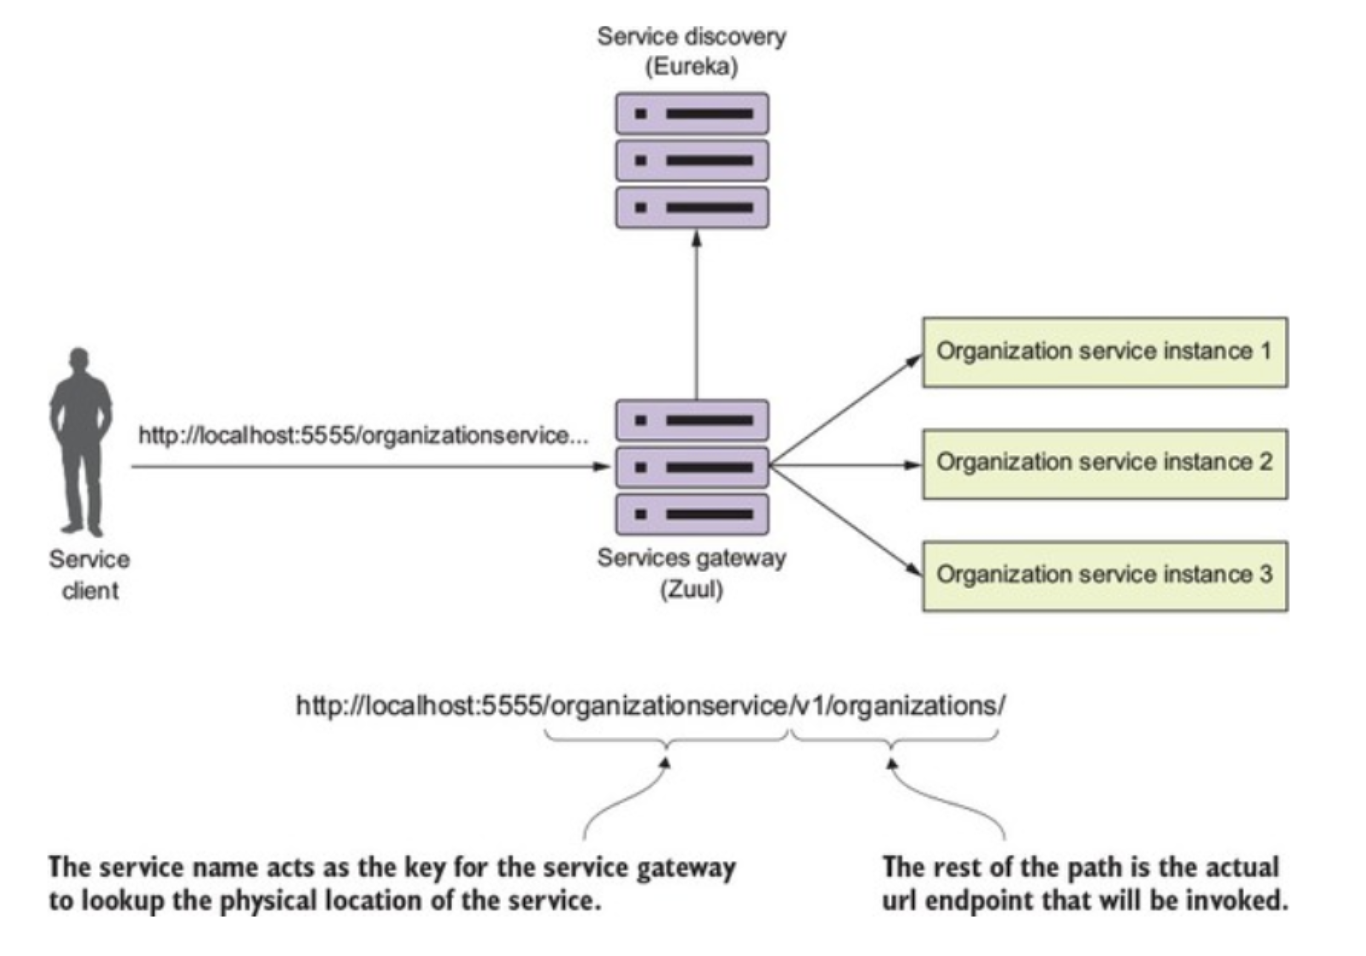 Service discovery
(Eureka)
Organization service instance 1
http://localhost:5555/organizationservice...
Organization service instance 2
Service
client
Services gateway
(Zuul)
Organization service instance 3
http://localhost:5555/organizationservice/v1/organizations/
The service name acts as the key for the service gateway
to lookup the physical location of the service.
The rest of the path is the actual
url endpoint that will be invoked.